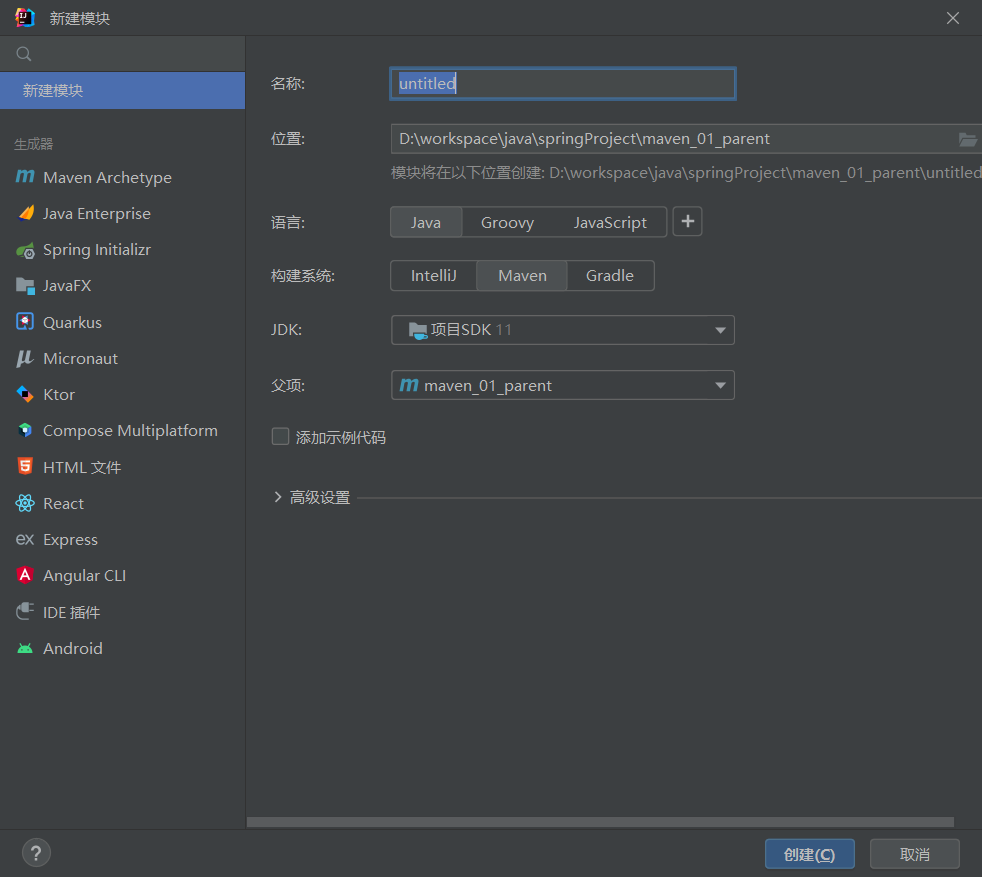 新建模块
新建模块
生成器
Maven Archetype
Java Enterprise
Spring Initializr
JavaFX
Quarkus
Micronaut
Ktor
Compose Multiplatform
HTML 文件
React
Express
Angular CLI
IDE 插件
Android
名称: untitled
位置: D:\workspace\java\springProject\maven_01_parent
模块将在以下位置创建: D:\workspace\java\springProject\maven_01_parent\untitled
语言: Java Groovy JavaScript +
构建系统: IntelliJ Maven Gradle
JDK: 项目SDK 11
父项: maven_01_parent
添加示例代码
高级设置
? 创建(C) 取消